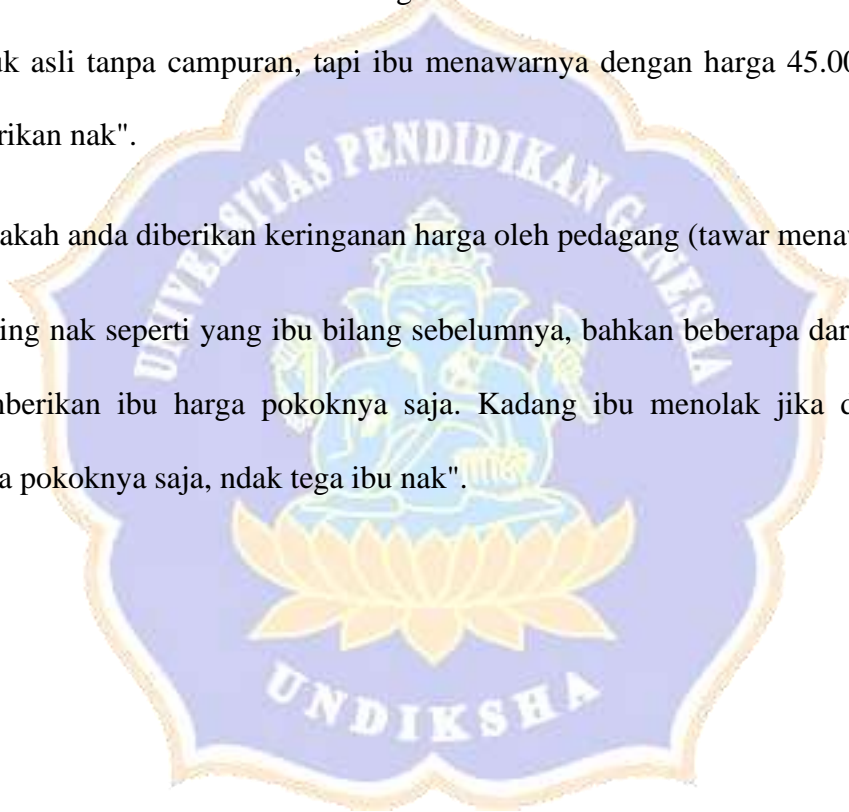 g
uk asli tanpa campuran, tapi ibu menawarnya dengan harga 45.00
rikan nak".
akah anda diberikan keringanan harga oleh pedagang (tawar mena
ing nak seperti yang ibu bilang sebelumnya, bahkan beberapa dar
berikan ibu harga pokoknya saja. Kadang ibu menolak jika d
a pokoknya saja, ndak tega ibu nak".
UNIVERSITAS PENDIDIKAN GANESHA
UNDIKSHA